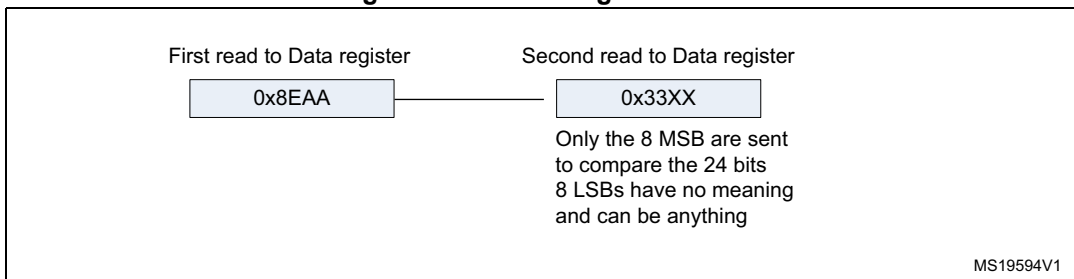 First read to Data register
Second read to Data register
0x8EAA
0x33XX
Only the 8 MSB are sent
to compare the 24 bits
8 LSBs have no meaning
and can be anything
MS19594V1